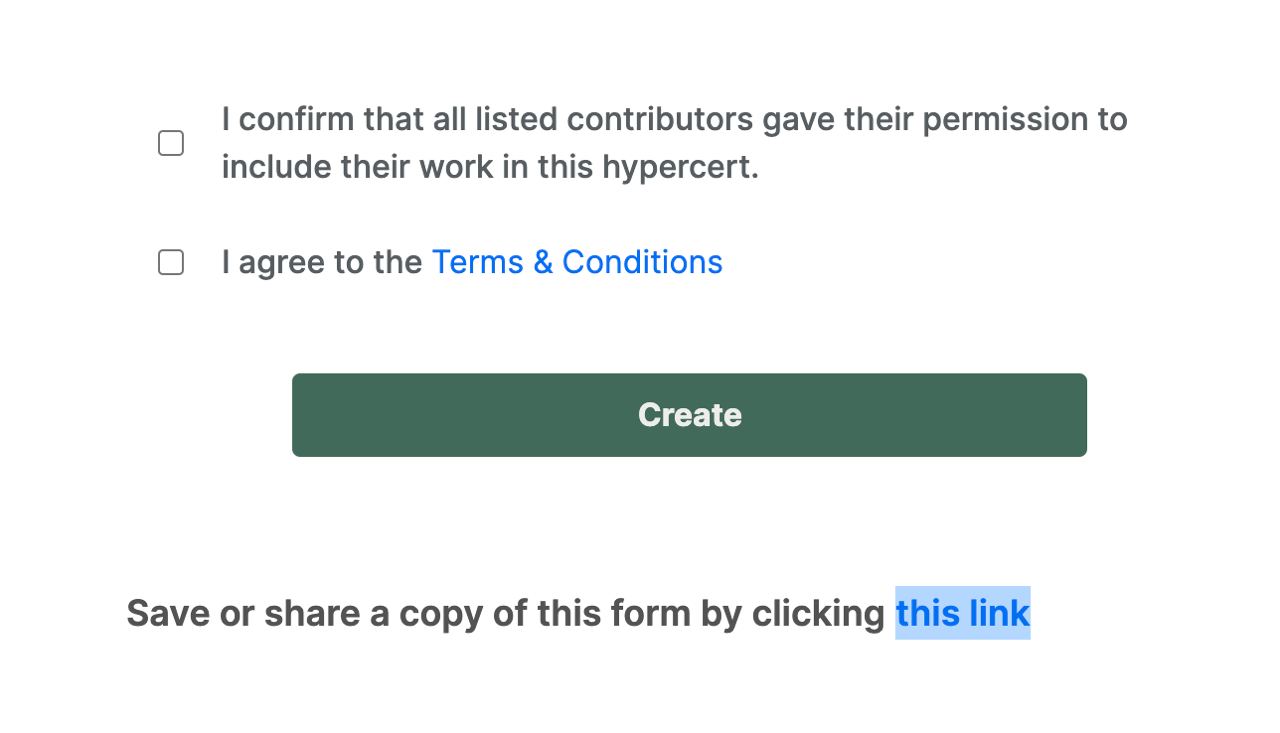 I confirm that all listed contributors gave their permission to
include their work in this hypercert.
I agree to the Terms & Conditions
Create
Save or share a copy of this form by clicking this link